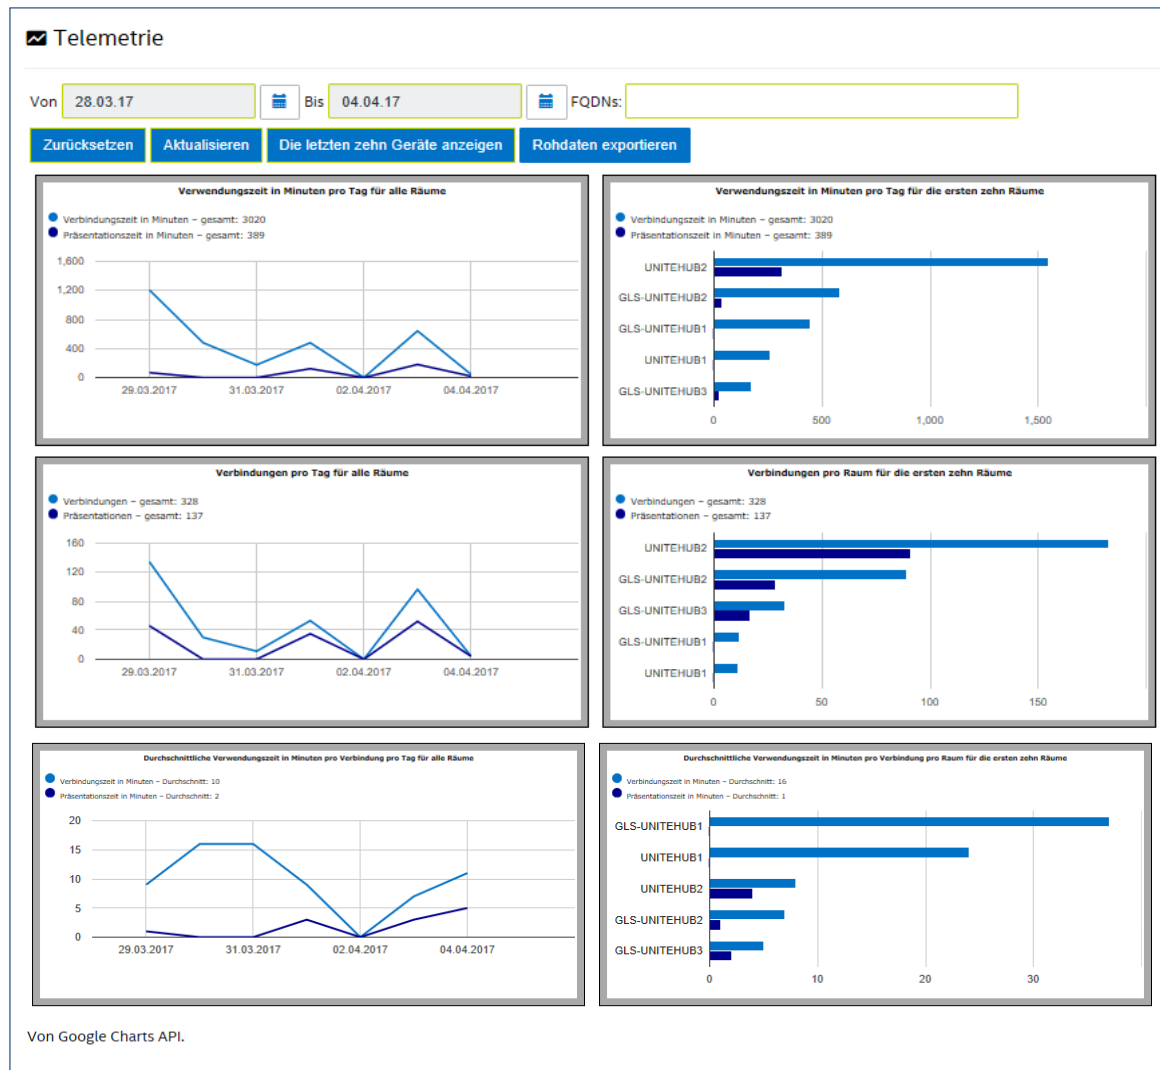 Telemetrie
Von 28.03.17 Bis 04.04.17 FQDNs:
Zurücksetzen Aktualisieren Die letzten zehn Geräte anzeigen Rohdaten exportieren
Verwendungszeit in Minuten pro Tag für alle Räume
Verbindungszeit in Minuten – gesamt: 3020
Präsentationszeit in Minuten – gesamt: 389
1,600
1,200
800
400
0
29.03.2017 31.03.2017 02.04.2017 04.04.2017
Verwendungszeit in Minuten pro Tag für die ersten zehn Räume
Verbindungszeit in Minuten – gesamt: 3020
Präsentationszeit in Minuten – gesamt: 389
UNITEHUB2
GLS-UNITEHUB2
GLS-UNITEHUB1
UNITEHUB1
GLS-UNITEHUB3
0 500 1,000 1,500
Verbindungen pro Tag für alle Räume
Verbindungen – gesamt: 328
Präsentationen – gesamt: 137
160
120
80
40
0
29.03.2017 31.03.2017 02.04.2017 04.04.2017
Verbindungen pro Raum für die ersten zehn Räume
Verbindungen – gesamt: 328
Präsentationen – gesamt: 137
UNITEHUB2
GLS-UNITEHUB2
GLS-UNITEHUB3
GLS-UNITEHUB1
UNITEHUB1
0 50 100 150
Durchschnittliche Verwendungszeit in Minuten pro Verbindung pro Tag für alle Räume
Verbindungszeit in Minuten – Durchschnitt: 10
Präsentationszeit in Minuten – Durchschnitt: 2
20
15
10
5
0
29.03.2017 31.03.2017 02.04.2017 04.04.2017
Durchschnittliche Verwendungszeit in Minuten pro Verbindung pro Raum für die ersten zehn Räume
Verbindungszeit in Minuten – Durchschnitt: 16
Präsentationszeit in Minuten – Durchschnitt: 1
GLS-UNITEHUB1
UNITEHUB1
UNITEHUB2
GLS-UNITEHUB2
GLS-UNITEHUB3
0 10 20 30
Von Google Charts API.